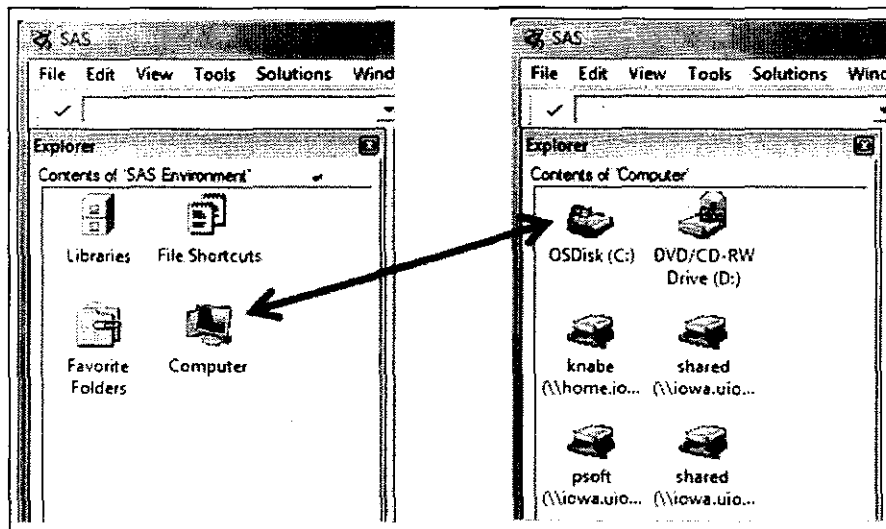 SAS
File Edit View Tools Solutions Wind
Explorer
Contents of 'SAS Environment'
Libraries File Shortcuts
Favorite Folders
Computer
SAS
File Edit View Tools Solutions Winc
Explorer
Contents of 'Computer'
OSDisk (C:)
DVD/CD-RW
Drive (D:)
knabe
(\\home.io...
shared
(\\iowa.uio...
psoft
(\\iowa.uio...
shared
(\\iowa.uio...